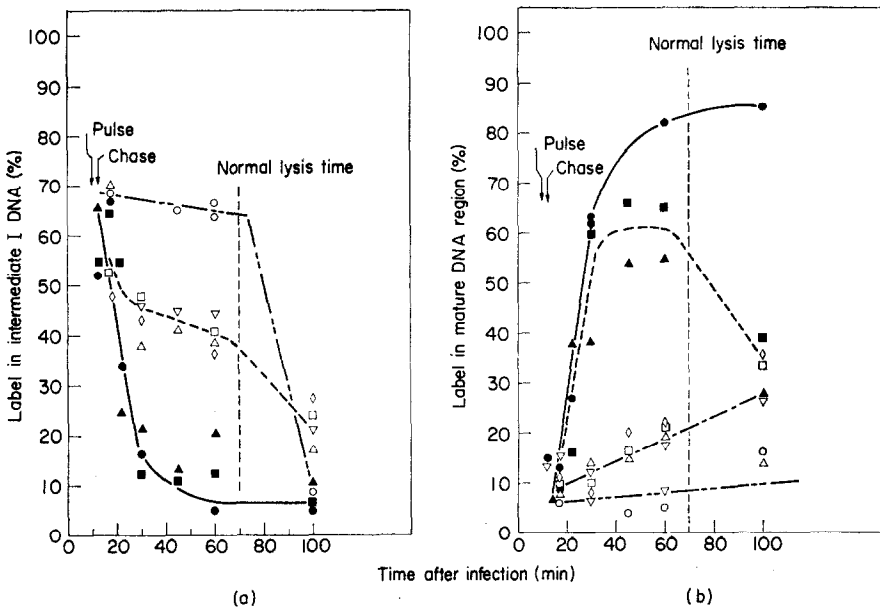 Label in intermediate I DNA (%)
100
90
80
70
60
50
40
30
20
10
0
Pulse
Chase
Normal lysis time
0 20 40 60 80 100
(a)
Label in mature DNA region (%)
100
90
80
70
60
50
40
30
20
10
0
Pulse
Chase
Normal lysis time
0 20 40 60 80 100
(b)
Time after infection (min)